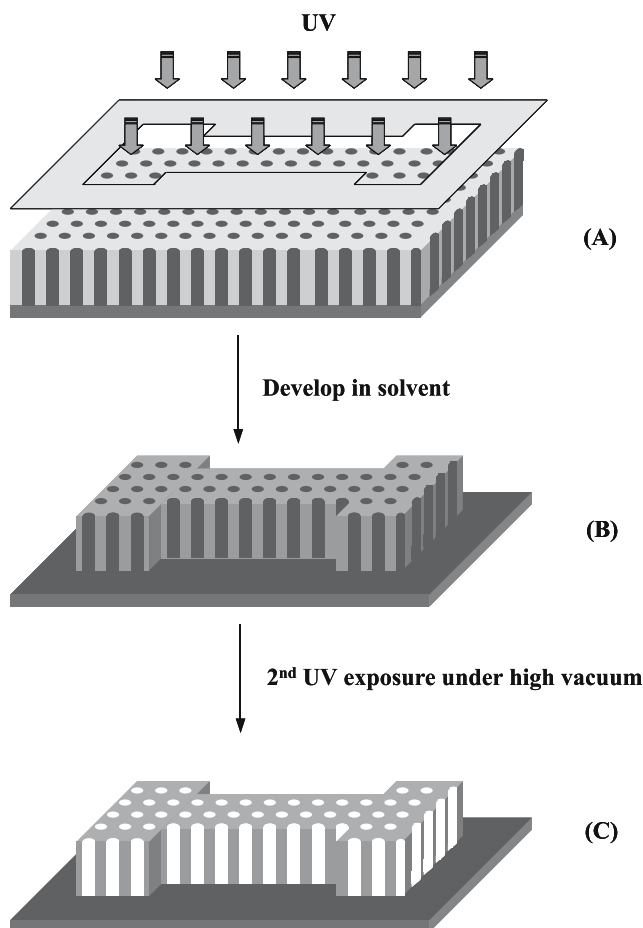 UV
(A)
Develop in solvent
(B)
2nd UV exposure under high vacuum
(C)